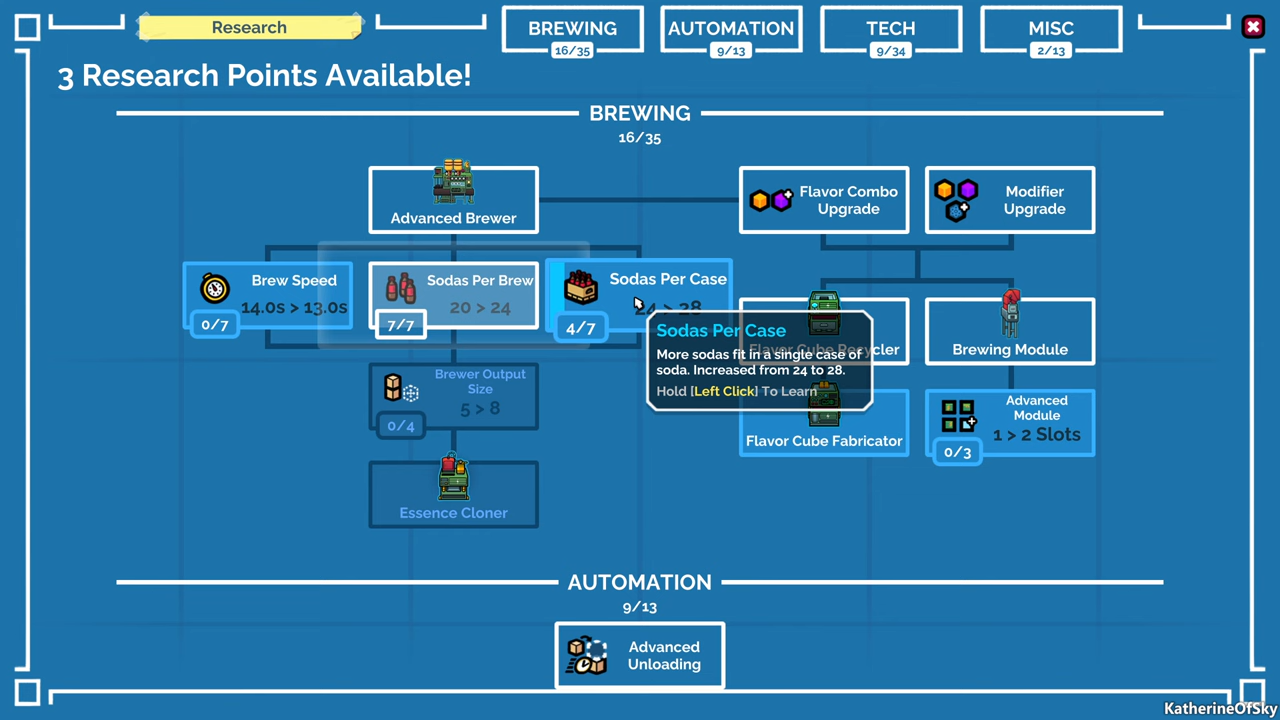 Research
BREWING
16/35
AUTOMATION
9/13
TECH
9/34
MISC
2/13
3 Research Points Available!
BREWING
16/35
Advanced Brewer
Flavor Combo
Upgrade
Modifier
Upgrade
Brew Speed
14.0s > 13.0s
0/7
Sodas Per Brew
20 > 24
7/7
Sodas Per Case
24 > 28
4/7
Sodas Per Case
More sodas fit in a single case of
soda. Increased from 24 to 28.
Hold [Left Click] To Learn
Flavor Cube Recycler
Brewing Module
Brewer Output
Size
5 > 8
0/4
Flavor Cube Fabricator
Advanced
Module
1 > 2 Slots
0/3
Essence Cloner
AUTOMATION
9/13
Advanced
Unloading
KatherineOfSky